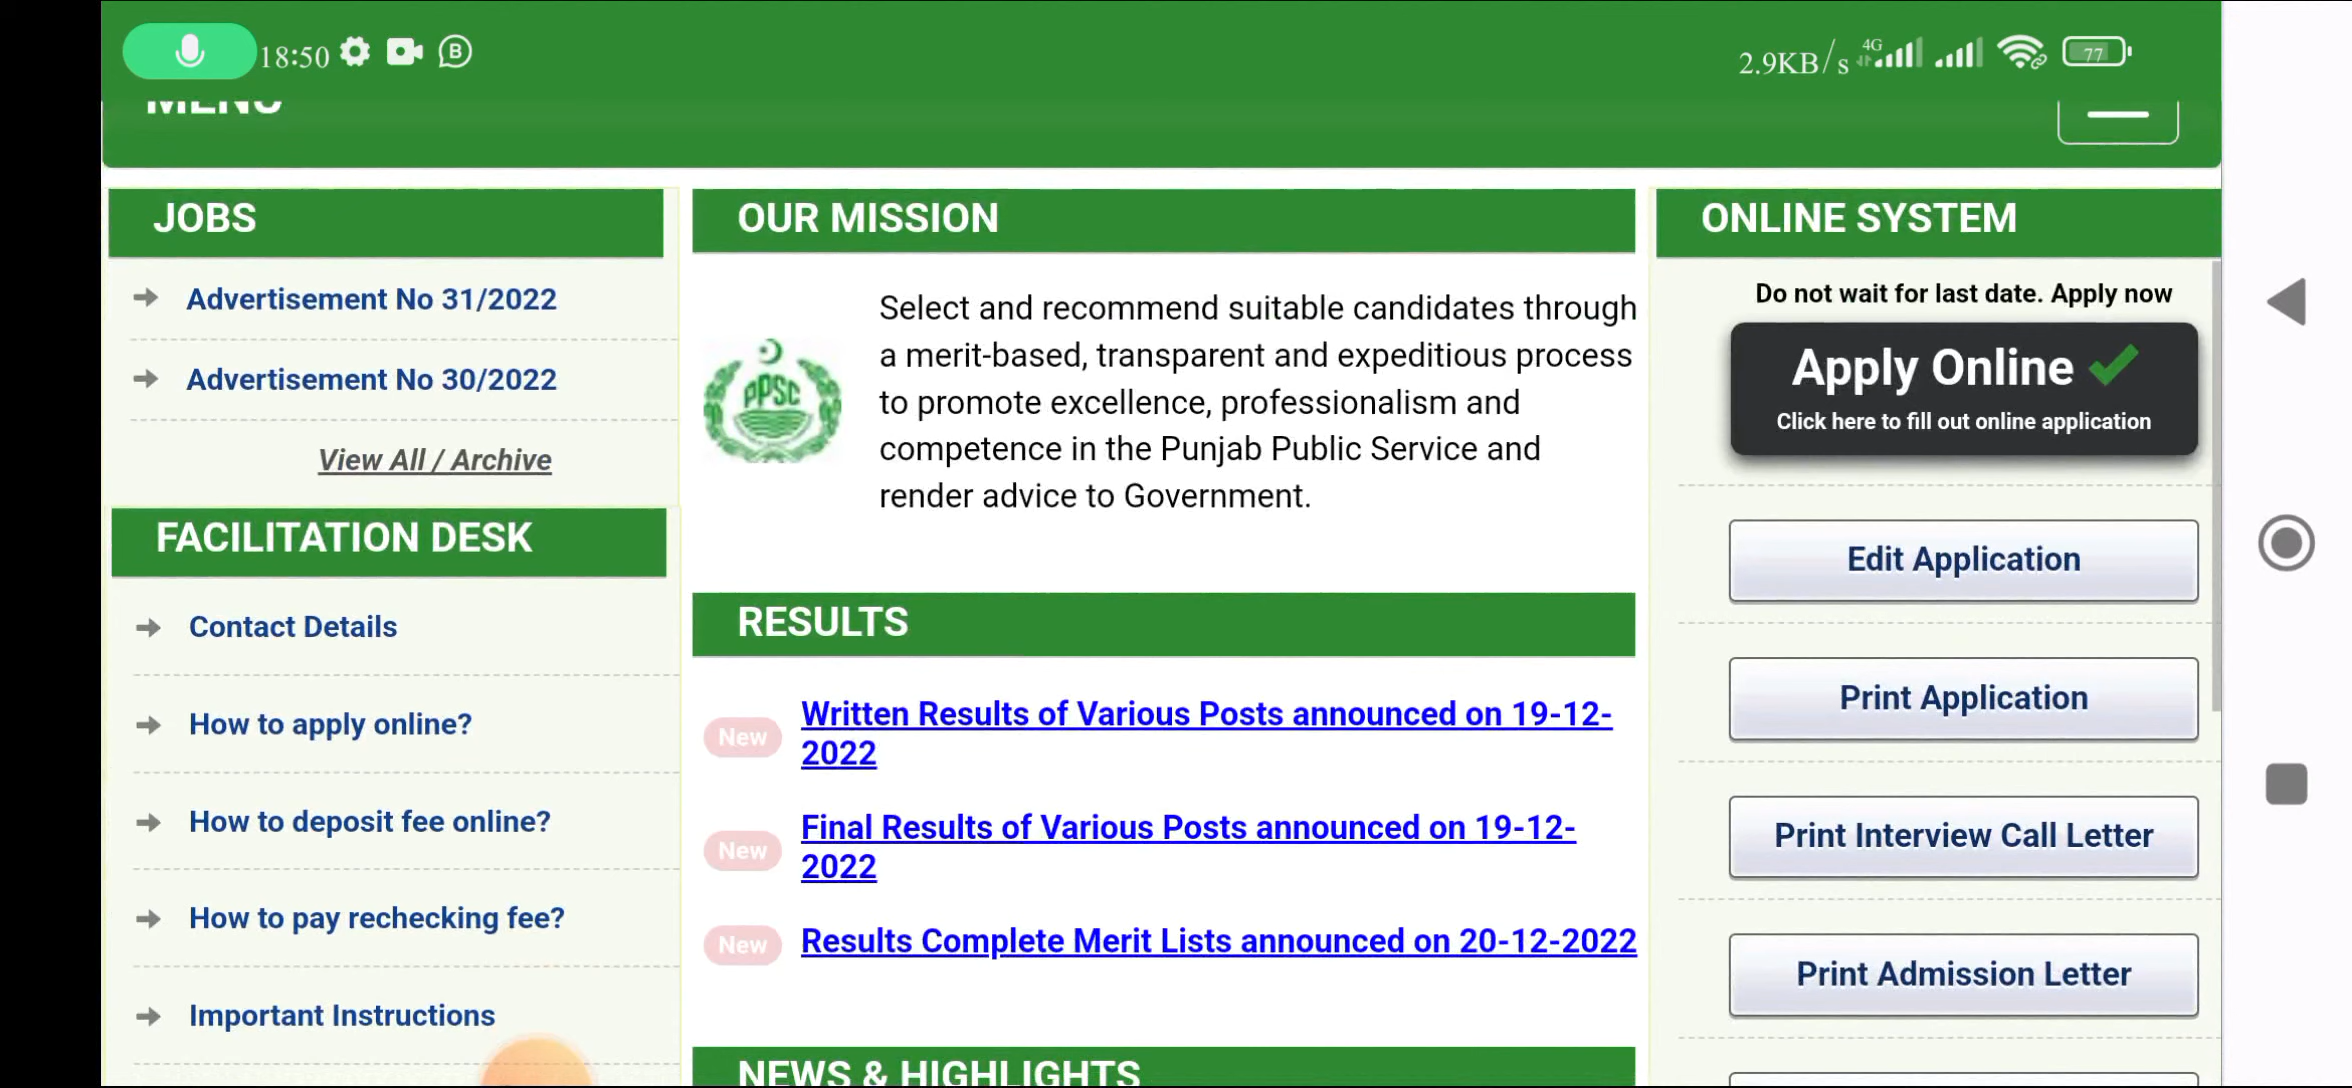 18:50
2.9KB/s 4G 77
MENU
JOBS
Advertisement No 31/2022
Advertisement No 30/2022
View All / Archive
FACILITATION DESK
Contact Details
How to apply online?
How to deposit fee online?
How to pay rechecking fee?
Important Instructions
OUR MISSION
PPSC
Select and recommend suitable candidates through
a merit-based, transparent and expeditious process
to promote excellence, professionalism and
competence in the Punjab Public Service and
render advice to Government.
RESULTS
New Written Results of Various Posts announced on 19-12-
2022
New Final Results of Various Posts announced on 19-12-
2022
New Results Complete Merit Lists announced on 20-12-2022
NEWS & HIGHLIGHTS
ONLINE SYSTEM
Do not wait for last date. Apply now
Apply Online
Click here to fill out online application
Edit Application
Print Application
Print Interview Call Letter
Print Admission Letter